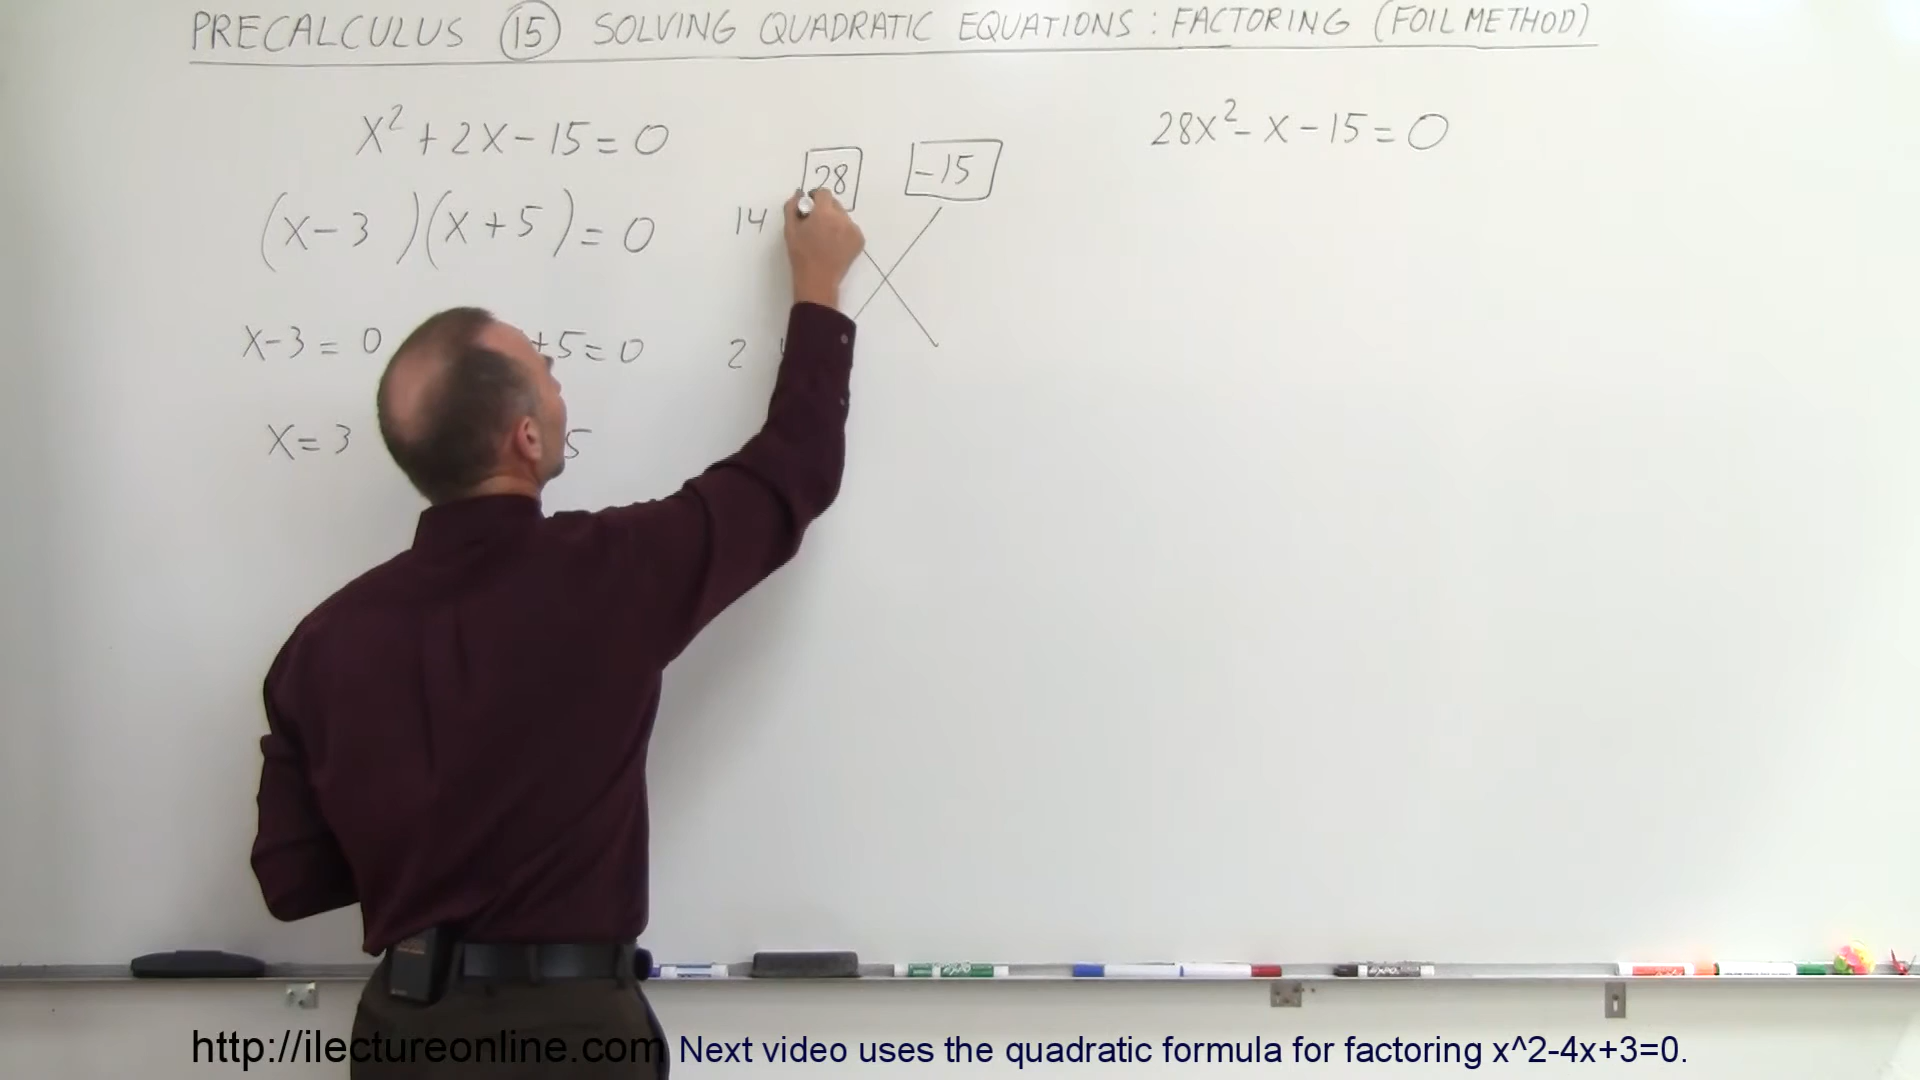 PRECALCULUS 15 SOLVING QUADRATIC EQUATIONS : FACTORING (FOIL METHOD)
x² + 2x - 15 = 0
(x - 3 )(x + 5 ) = 0
x - 3 = 0 + 5 = 0
x = 3 5
28 -15
14
2
28x² - x - 15 = 0
http://ilectureonline.com Next video uses the quadratic formula for factoring x^2-4x+3=0.